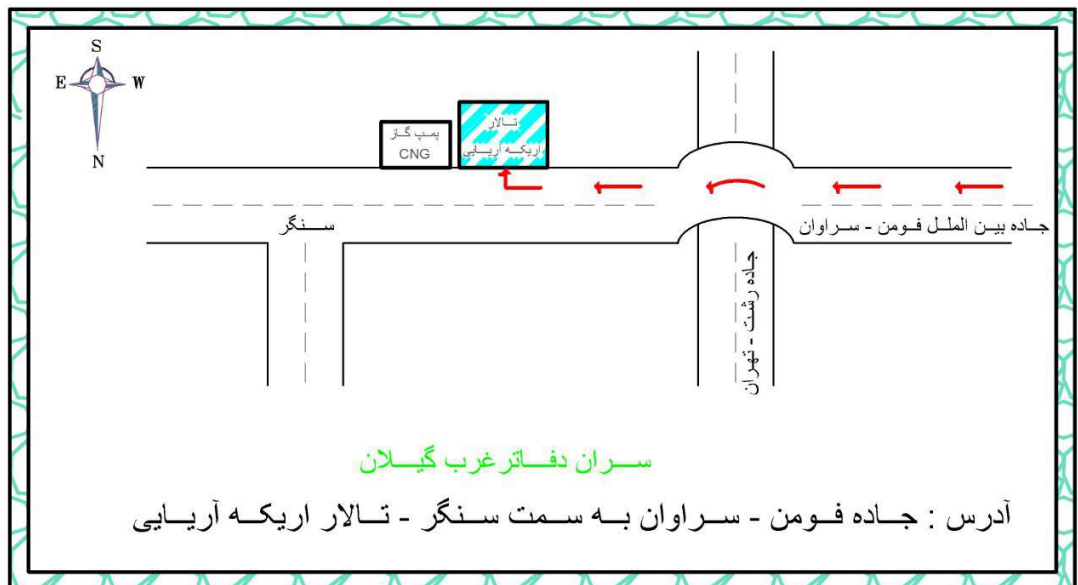 S
E W
N
پمپ گاز
CNG
تالار
اریکه آریایی
سنگر
جاده بین الملل فومن - سراوان
جاده رشت - تهران
سران دفاتر غرب گیلان
آدرس : جاده فومن - سراوان به سمت سنگر - تالار اریکه آریایی